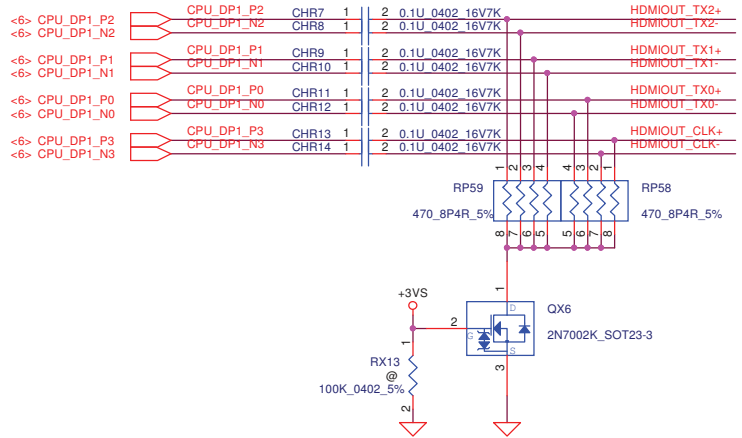 <6> CPU_DP1_P2 CPU_DP1_P2 CHR7 1 2 0.1U_0402_16V7K HDMIOUT_TX2+
<6> CPU_DP1_N2 CPU_DP1_N2 CHR8 1 2 0.1U_0402_16V7K HDMIOUT_TX2-
<6> CPU_DP1_P1 CPU_DP1_P1 CHR9 1 2 0.1U_0402_16V7K HDMIOUT_TX1+
<6> CPU_DP1_N1 CPU_DP1_N1 CHR10 1 2 0.1U_0402_16V7K HDMIOUT_TX1-
<6> CPU_DP1_P0 CPU_DP1_P0 CHR11 1 2 0.1U_0402_16V7K HDMIOUT_TX0+
<6> CPU_DP1_N0 CPU_DP1_N0 CHR12 1 2 0.1U_0402_16V7K HDMIOUT_TX0-
<6> CPU_DP1_P3 CPU_DP1_P3 CHR13 1 2 0.1U_0402_16V7K HDMIOUT_CLK+
<6> CPU_DP1_N3 CPU_DP1_N3 CHR14 1 2 0.1U_0402_16V7K HDMIOUT_CLK-
1 2 3 4 4 3 2 1
RP59 RP58
470_8P4R_5% 470_8P4R_5%
8 7 6 5 5 6 7 8
+3VS
1
D
QX6
2
G
2N7002K_SOT23-3
S
1
3
RX13
@
100K_0402_5%
2